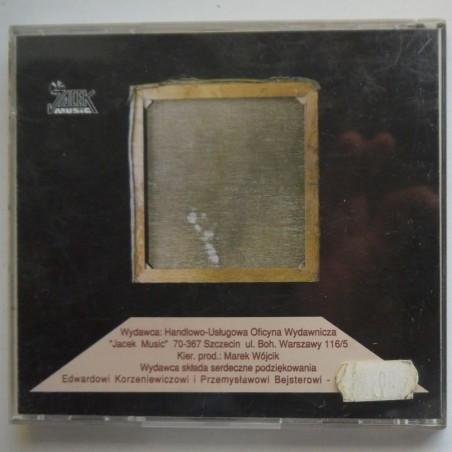 JACEK
MUSIC
Wydawca: Handlowo-Usługowa Oficyna Wydawnicza
"Jacek Music" 70-367 Szczecin ul. Boh. Warszawy 116/5
Kier. prod.: Marek Wójcik
Wydawca składa serdeczne podziękowania
Edwardowi Korzeniewiczowi i Przemysławowi Bejsterowi -